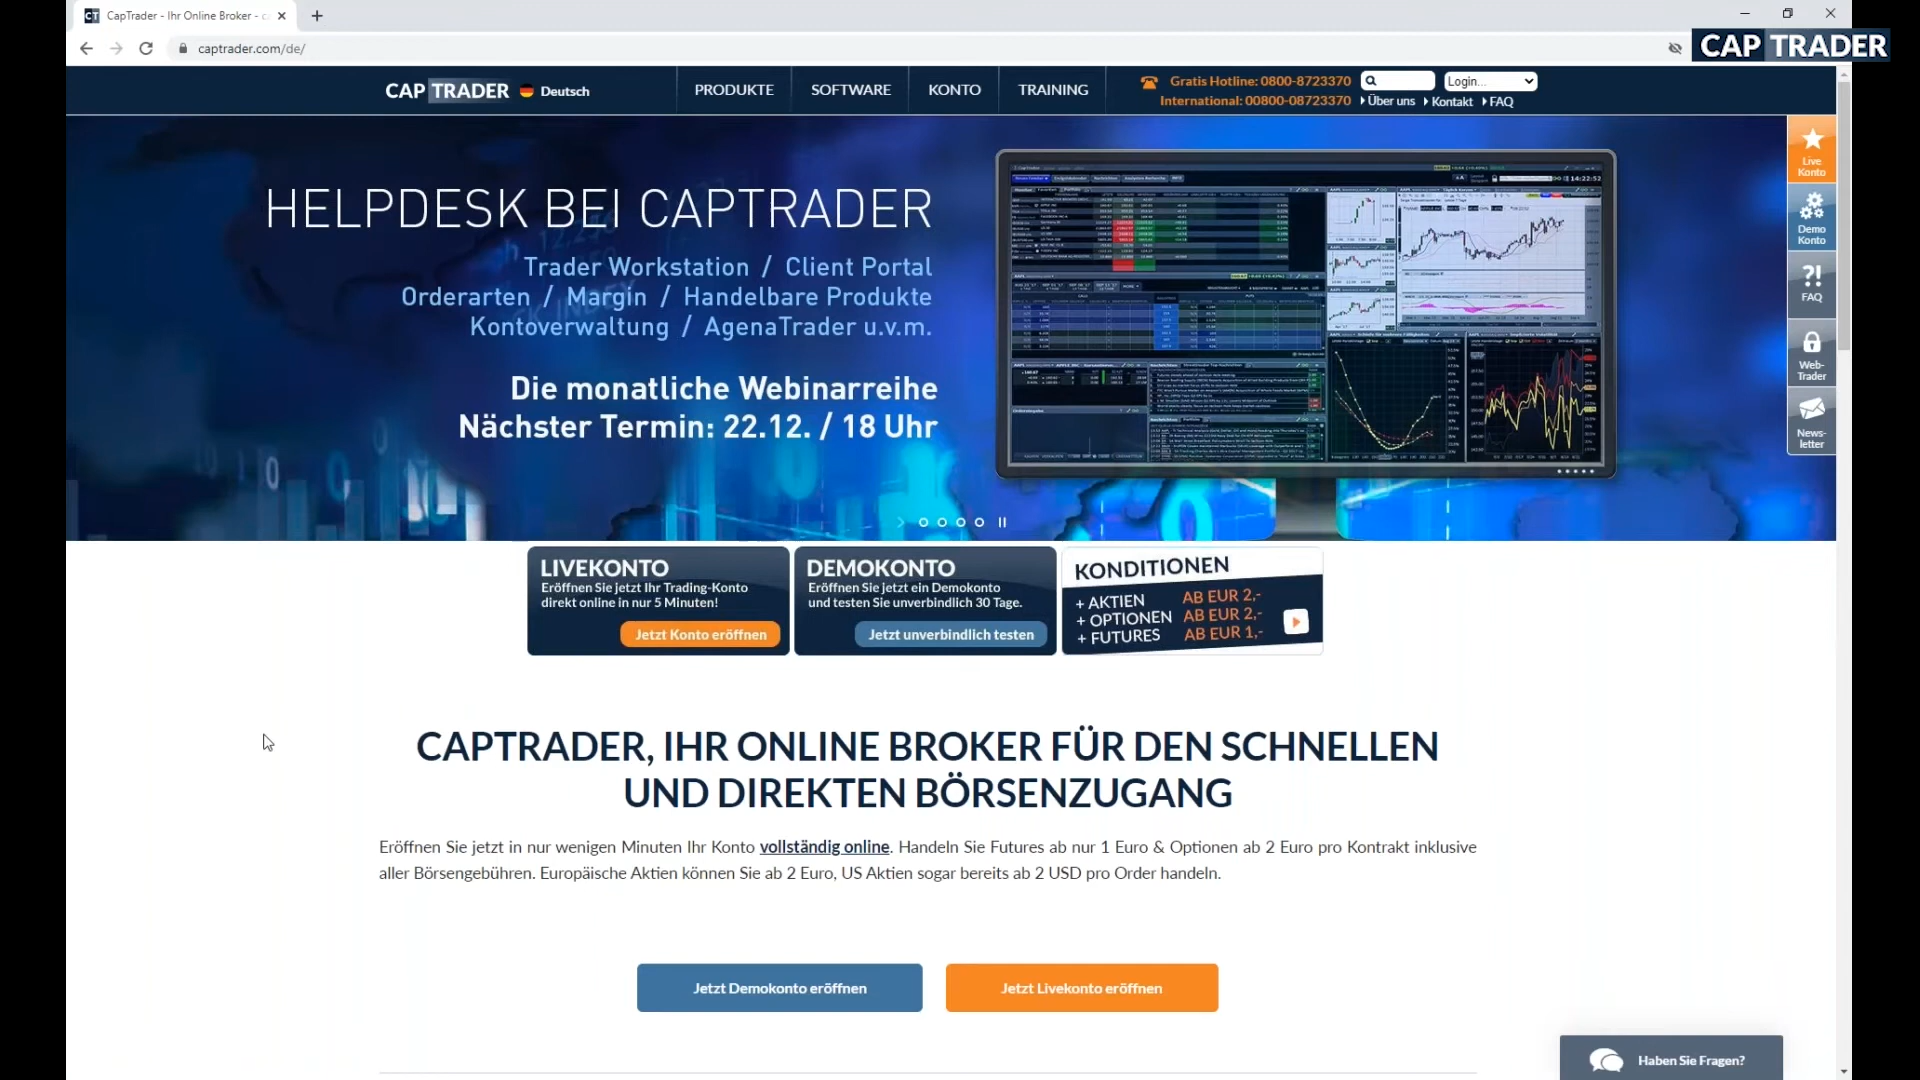 CapTrader - Ihr Online Broker -
captrader.com/de/
CAP TRADER
CAP TRADER
Deutsch
PRODUKTE
SOFTWARE
KONTO
TRAINING
Gratis Hotline: 0800-8723370
International: 00800-08723370
Login...
Über uns
Kontakt
FAQ
HELPDESK BEI CAPTRADER
Trader Workstation / Client Portal
Orderarten / Margin / Handelbare Produkte
Kontoverwaltung / AgenaTrader u.v.m.
Die monatliche Webinarreihe
Nächster Termin: 22.12. / 18 Uhr
14:22:52
Live
Konto
Demo
Konto
?!
FAQ
Web-
Trader
News-
letter
LIVEKONTO
Eröffnen Sie jetzt Ihr Trading-Konto
direkt online in nur 5 Minuten!
Jetzt Konto eröffnen
DEMOKONTO
Eröffnen Sie jetzt ein Demokonto
und testen Sie unverbindlich 30 Tage.
Jetzt unverbindlich testen
KONDITIONEN
+ AKTIEN AB EUR 2,-
+ OPTIONEN AB EUR 2,-
+ FUTURES AB EUR 1,-
CAPTRADER, IHR ONLINE BROKER FÜR DEN SCHNELLEN
UND DIREKTEN BÖRSENZUGANG
Eröffnen Sie jetzt in nur wenigen Minuten Ihr Konto vollständig online. Handeln Sie Futures ab nur 1 Euro & Optionen ab 2 Euro pro Kontrakt inklusive
aller Börsengebühren. Europäische Aktien können Sie ab 2 Euro, US Aktien sogar bereits ab 2 USD pro Order handeln.
Jetzt Demokonto eröffnen
Jetzt Livekonto eröffnen
Haben Sie Fragen?